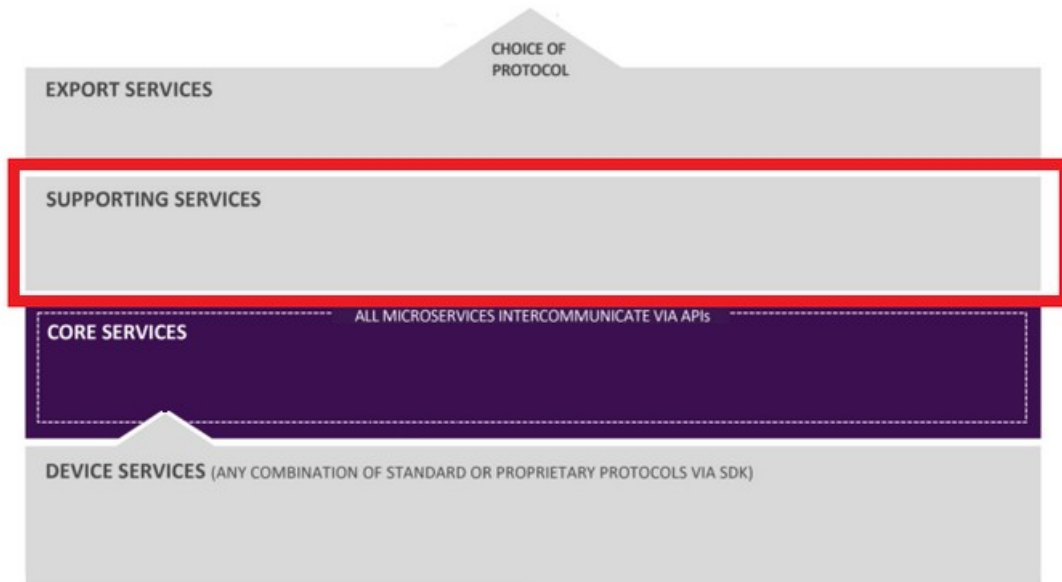 CHOICE OF
PROTOCOL
EXPORT SERVICES
SUPPORTING SERVICES
ALL MICROSERVICES INTERCOMMUNICATE VIA APIs
CORE SERVICES
DEVICE SERVICES (ANY COMBINATION OF STANDARD OR PROPRIETARY PROTOCOLS VIA SDK)